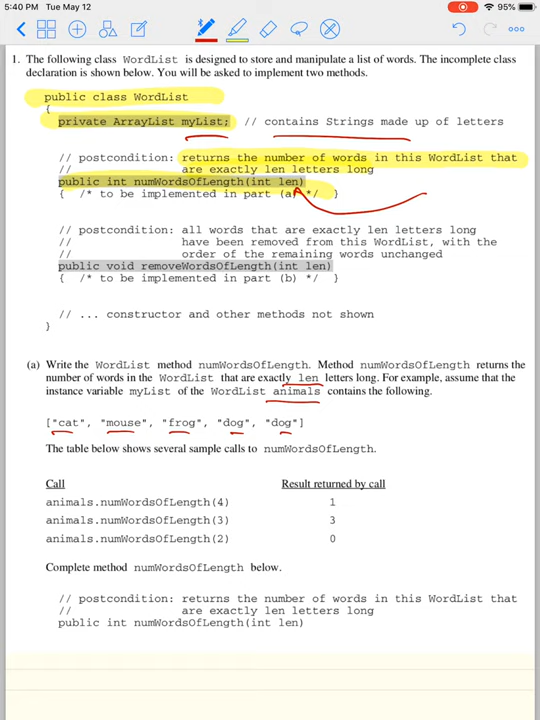 5:40 PM Tue May 12
95%
1. The following class WordList is designed to store and manipulate a list of words. The incomplete class
declaration is shown below. You will be asked to implement two methods.
public class WordList
{
private ArrayList myList; // contains Strings made up of letters
// postcondition: returns the number of words in this WordList that
// are exactly len letters long
public int numWordsOfLength(int len)
{ /* to be implemented in part (a) */ }
// postcondition: all words that are exactly len letters long
// have been removed from this WordList, with the
// order of the remaining words unchanged
public void removeWordsOfLength(int len)
{ /* to be implemented in part (b) */ }
// ... constructor and other methods not shown
}
(a) Write the WordList method numWordsOfLength. Method numWordsOfLength returns the
number of words in the WordList that are exactly len letters long. For example, assume that the
instance variable myList of the WordList animals contains the following.
["cat", "mouse", "frog", "dog", "dog"]
The table below shows several sample calls to numWordsOfLength.
Call Result returned by call
animals.numWordsOfLength(4) 1
animals.numWordsOfLength(3) 3
animals.numWordsOfLength(2) 0
Complete method numWordsOfLength below.
// postcondition: returns the number of words in this WordList that
// are exactly len letters long
public int numWordsOfLength(int len)